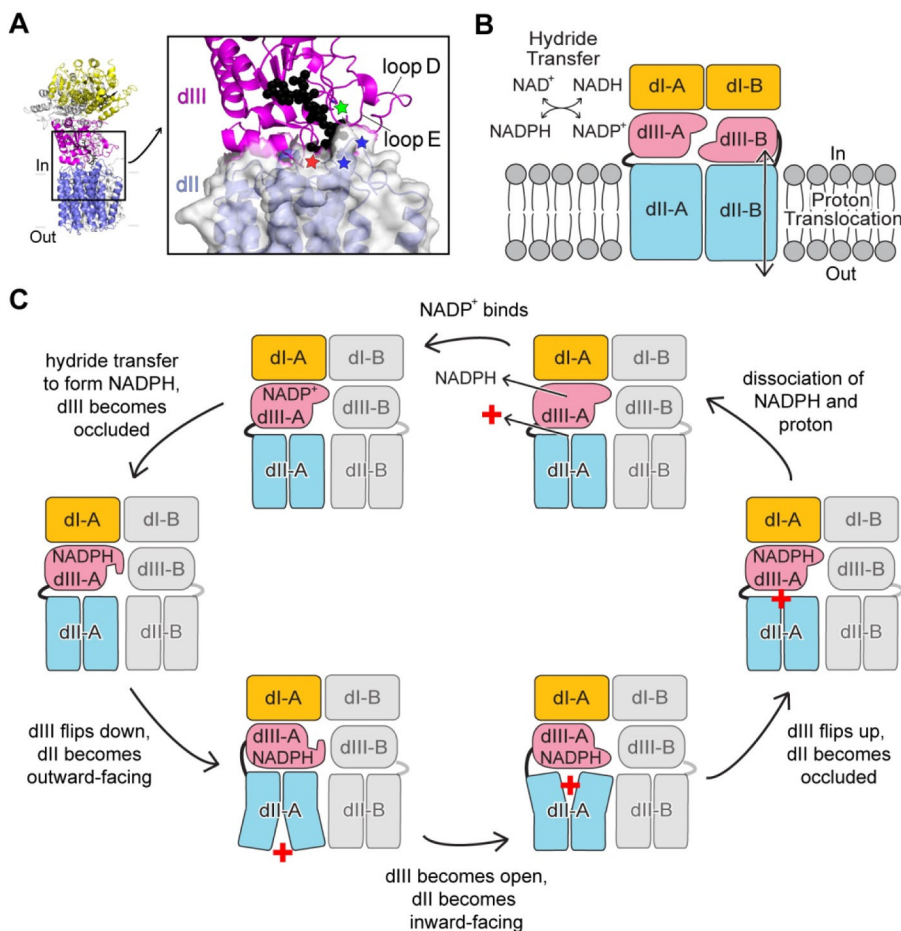 A
In
Out
dIII
dII
loop D
loop E
B
Hydride
Transfer
NAD⁺ NADH
NADPH NADP⁺
dI-A dI-B
dIII-A dIII-B
dII-A dII-B
In
Proton
Translocation
Out
C
NADP⁺ binds
hydride transfer
to form NADPH,
dIII becomes
occluded
dI-A dI-B
NADP⁺
dIII-A dIII-B
dII-A dII-B
NADPH
dI-A dI-B
dIII-A dIII-B
dII-A dII-B
dissociation of
NADPH and
proton
dI-A dI-B
NADPH
dIII-A dIII-B
dII-A dII-B
dI-A dI-B
NADPH
dIII-A dIII-B
dII-A dII-B
dIII flips down,
dII becomes
outward-facing
dI-A dI-B
dIII-A
NADPH dIII-B
dII-A dII-B
dI-A dI-B
dIII-A
NADPH dIII-B
dII-A dII-B
dIII flips up,
dII becomes
occluded
dIII becomes open,
dII becomes
inward-facing